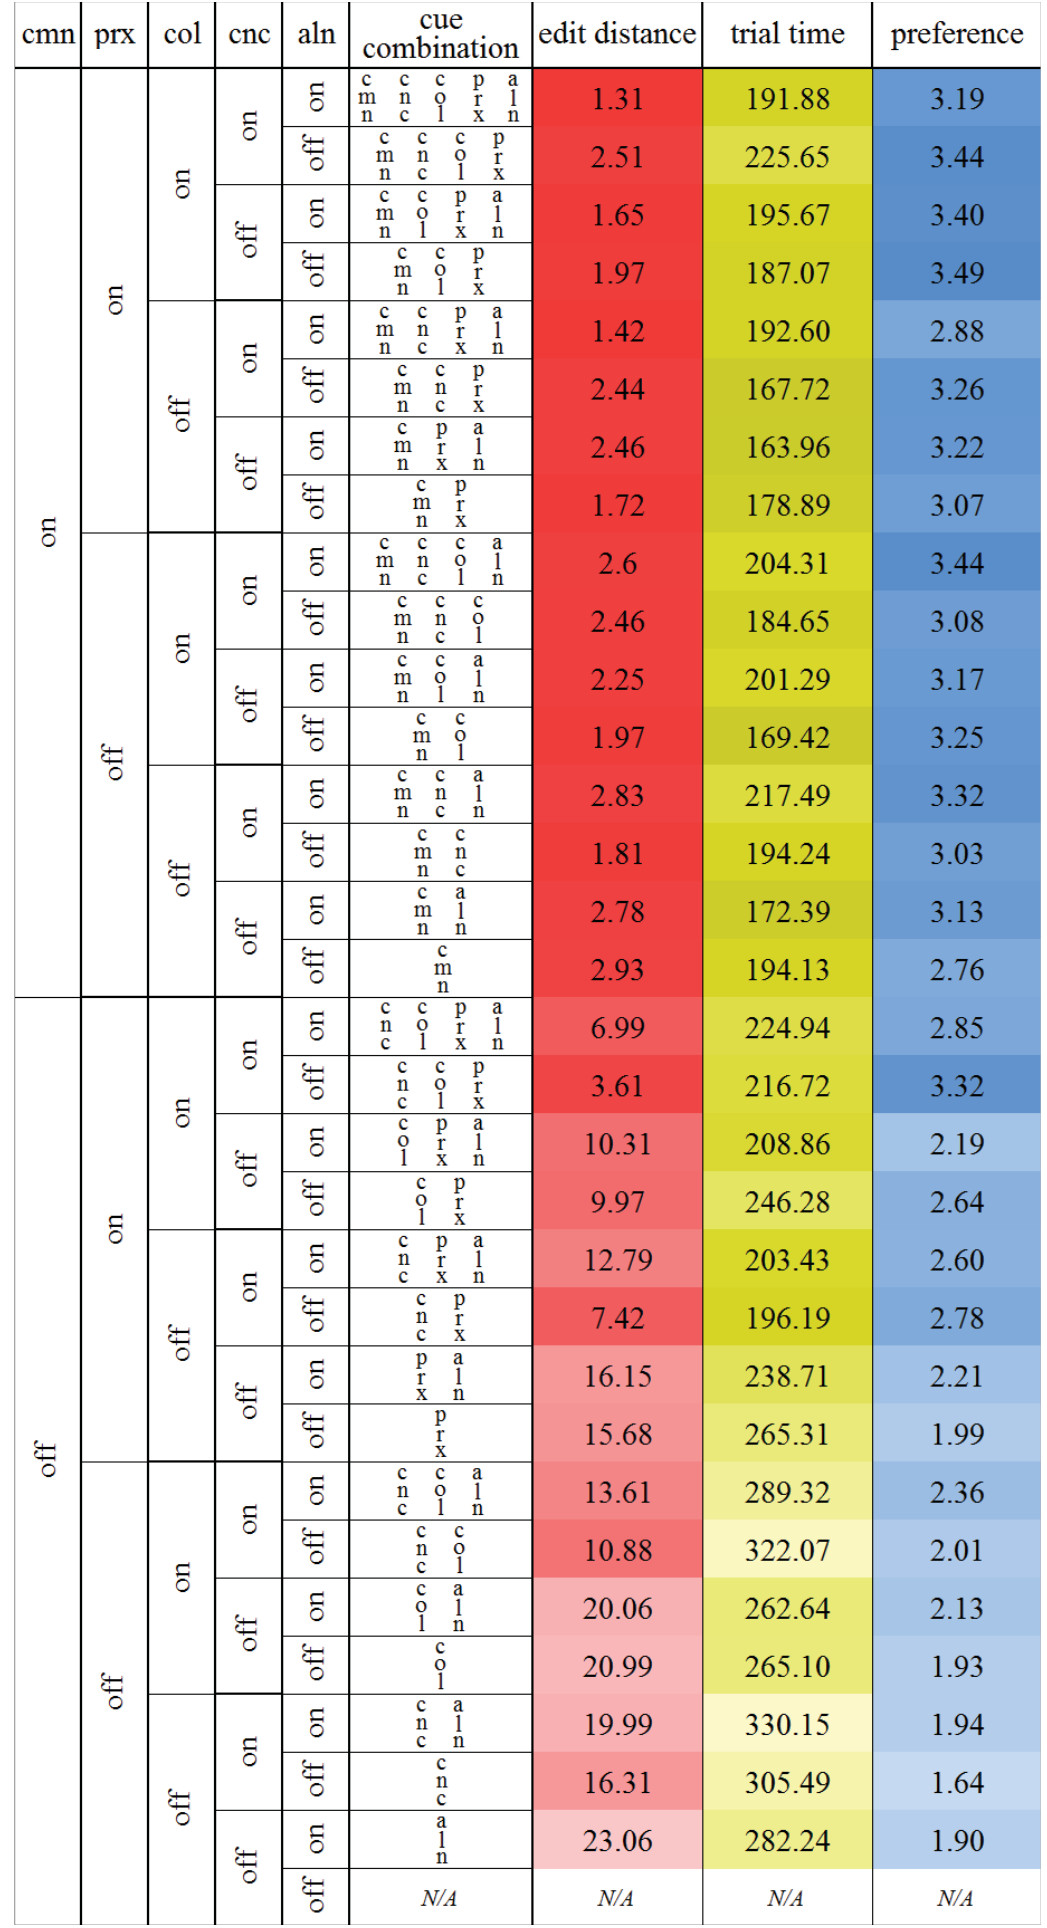 cmn prx col cnc aln cue combination edit distance trial time preference
on on on on on cmn cnc col prx aln 1.31 191.88 3.19
off cmn cnc col prx 2.51 225.65 3.44
off on cmn col prx aln 1.65 195.67 3.40
off cmn col prx 1.97 187.07 3.49
off on on cmn cnc prx aln 1.42 192.60 2.88
off cmn cnc prx 2.44 167.72 3.26
off on cmn prx aln 2.46 163.96 3.22
off cmn prx 1.72 178.89 3.07
off on on on cmn cnc col aln 2.6 204.31 3.44
off cmn cnc col 2.46 184.65 3.08
off on cmn col aln 2.25 201.29 3.17
off cmn col 1.97 169.42 3.25
off on on cmn cnc aln 2.83 217.49 3.32
off cmn cnc 1.81 194.24 3.03
off on cmn aln 2.78 172.39 3.13
off cmn 2.93 194.13 2.76
off on on on on cnc col prx aln 6.99 224.94 2.85
off cnc col prx 3.61 216.72 3.32
off on col prx aln 10.31 208.86 2.19
off col prx 9.97 246.28 2.64
off on on cnc prx aln 12.79 203.43 2.60
off cnc prx 7.42 196.19 2.78
off on prx aln 16.15 238.71 2.21
off prx 15.68 265.31 1.99
off on on on cnc col aln 13.61 289.32 2.36
off cnc col 10.88 322.07 2.01
off on col aln 20.06 262.64 2.13
off col 20.99 265.10 1.93
off on on cnc aln 19.99 330.15 1.94
off cnc 16.31 305.49 1.64
off on aln 23.06 282.24 1.90
off N/A N/A N/A N/A